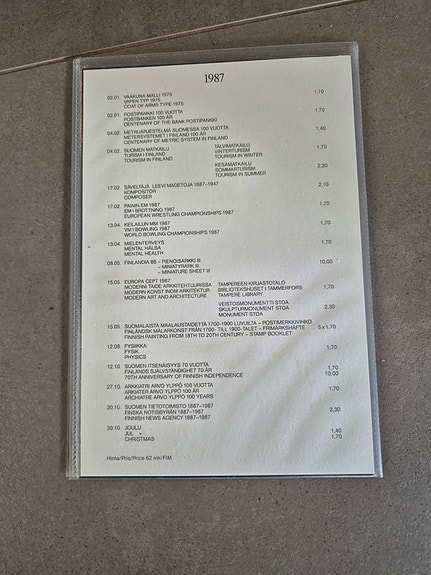 1987
02.01. VAAKUNA MALLI 1975 1,70
VAPEN TYP 1975
COAT OF ARMS TYPE 1975
02.01. POSTIPANKKI 100 VUOTTA 1,70
POSTBANKEN 100 ÅR
CENTENARY OF THE BANK POSTIPANKKI
04.02. METRIJÄRJESTELMÄ SUOMESSA 100 VUOTTA 1,40
METERSYSTEMET I FINLAND 100 ÅR
CENTENARY OF METRIC SYSTEM IN FINLAND
04.02. SUOMEN MATKAILU TALVIMATKAILU 1,70
TURISM I FINLAND VINTERTURISM
TOURISM IN FINLAND TOURISM IN WINTER
KESÄMATKAILU 2,30
SOMMARTURISM
TOURISM IN SUMMER
17.02. SÄVELTÄJÄ LEEVI MADETOJA 1887–1947 2,10
KOMPOSITÖR
COMPOSER
17.02. PAININ EM 1987 1,70
EM I BROTTNING 1987
EUROPEAN WRESTLING CHAMPIONSHIPS 1987
13.04. KEILAILUN MM 1987 1,70
VM I BOWLING 1987
WORLD BOWLING CHAMPIONSHIPS 1987
13.04. MIELENTERVEYS 1,70
MENTAL HÄLSA
MENTAL HEALTH
08.05. FINLANDIA 88 – PIENOISARKKI III 10,00
– MINIATYRARK III
– MINIATURE SHEET III
15.05. EUROPA CEPT 1987
MODERNI TAIDE ARKKITEHTUURISSA TAMPEREEN KIRJASTOTALO 1,70
MODERN KONST INOM ARKITEKTUR BIBLIOTEKSHUSET I TAMMERFORS
MODERN ART AND ARCHITECTURE TAMPERE LIBRARY
VEISTOSMONUMENTTI STOA 2,30
SKULPTURMONUMENT STOA
MONUMENT STOA
15.05. SUOMALAISTA MAALAUSTAIDETTA 1700-1900 LUVUILTA – POSTIMERKKIVIHKO 5 x 1,70
FINLÄNDSK MÅLARKONST FRÅN 1700- TILL 1900-TALET – FRIMÄRKSHÄFTE
FINNISH PAINTING FROM 18TH TO 20TH CENTURY – STAMP BOOKLET
12.08. FYSIIKKA 1,70
FYSIK
PHYSICS
12.10. SUOMEN ITSENÄISYYS 70 VUOTTA 1,70
FINLANDS SJÄLVSTÄNDIGHET 70 ÅR 10,00
70TH ANNIVERSARY OF FINNISH INDEPENDENCE
27.10. ARKKIATRI ARVO YLPPÖ 100 VUOTTA 1,70
ARKIATER ARVO YLPPÖ 100 ÅR
ARCHIATRE ARVO YLPPÖ 100 YEARS
30.10. SUOMEN TIETOTOIMISTO 1887–1987 2,30
FINSKA NOTISBYRÅN 1887–1987
FINNISH NEWS AGENCY 1887–1987
30.10. JOULU 1,40
JUL 1,70
CHRISTMAS
Hinta/Pris/Price 62 mk/FIM